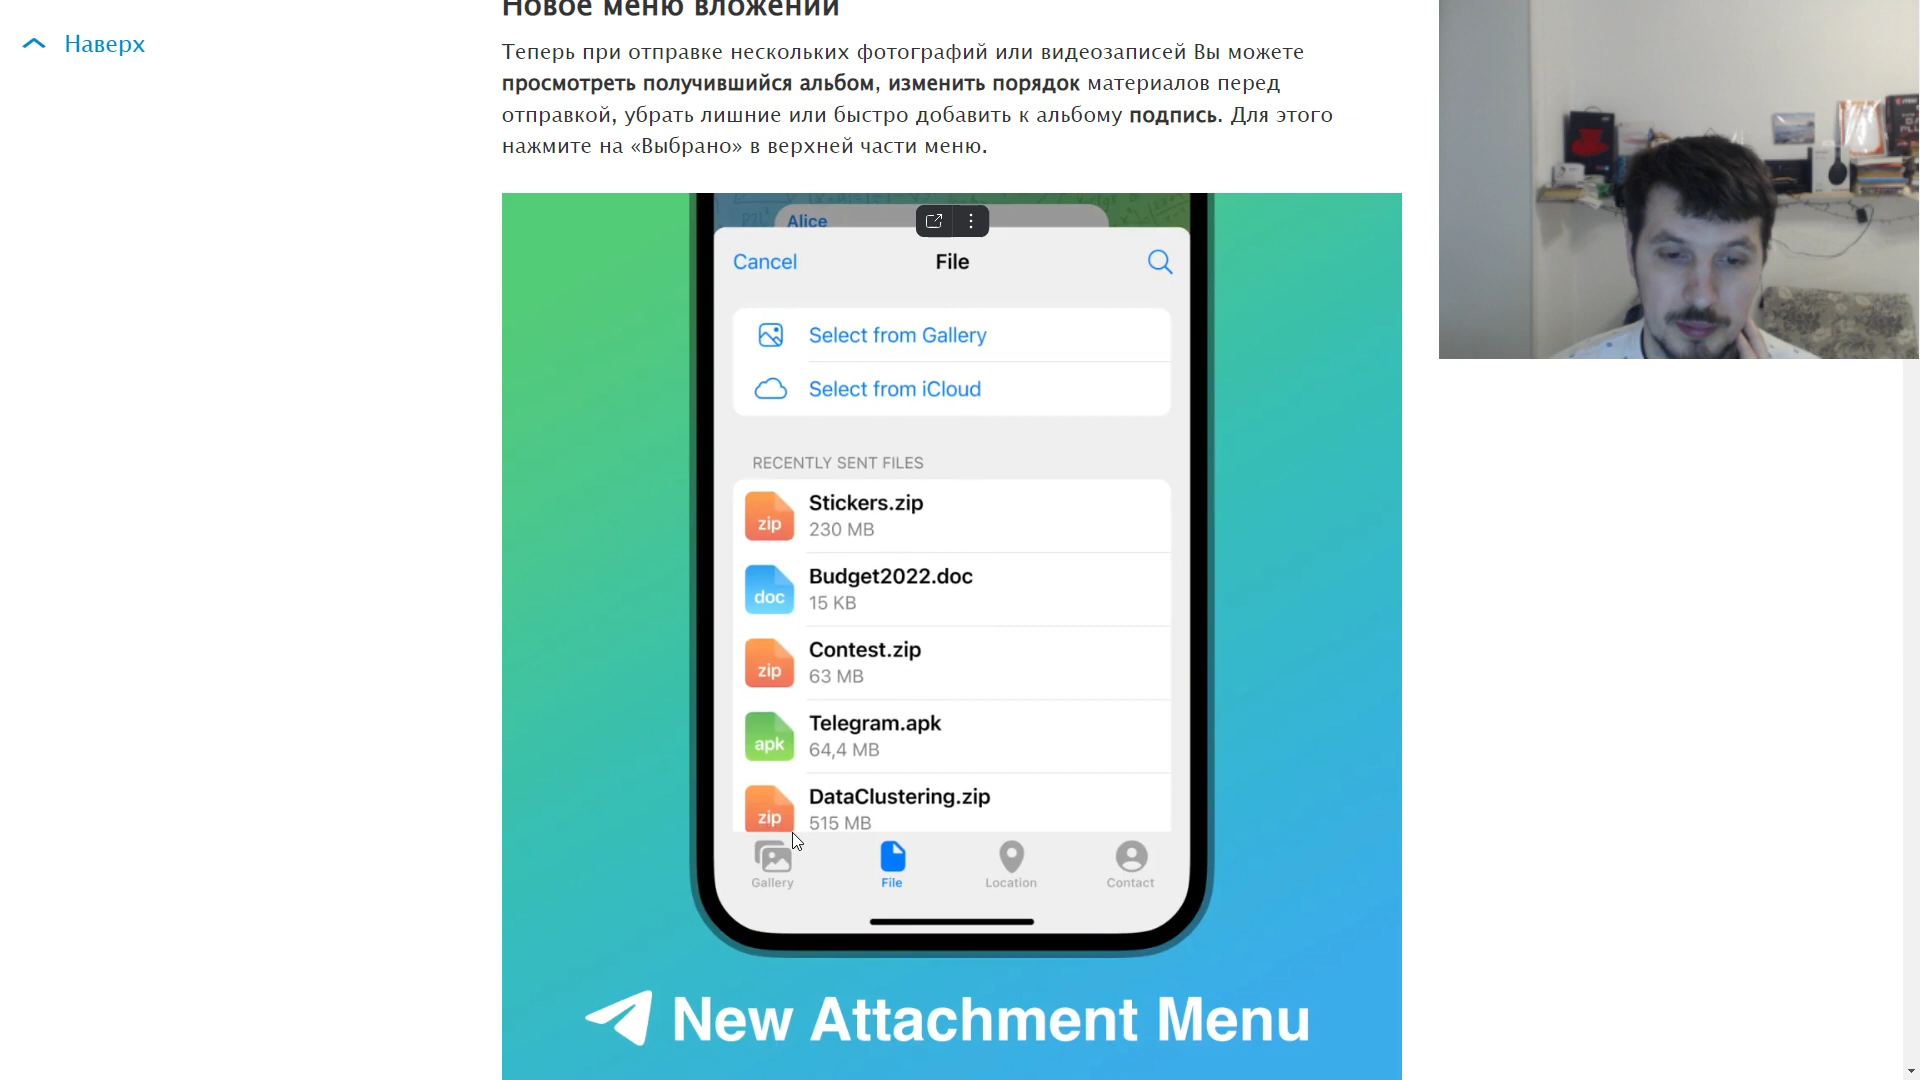 Новое меню вложений
Наверх
Теперь при отправке нескольких фотографий или видеозаписей Вы можете
просмотреть получившийся альбом, изменить порядок материалов перед
отправкой, убрать лишние или быстро добавить к альбому подпись. Для этого
нажмите на «Выбрано» в верхней части меню.
Alice
Cancel
File
Select from Gallery
Select from iCloud
RECENTLY SENT FILES
Stickers.zip
zip
230 MB
Budget2022.doc
doc
15 KB
Contest.zip
zip
63 MB
Telegram.apk
apk
64,4 MB
DataClustering.zip
zip
515 MB
Gallery
File
Location
Contact
New Attachment Menu